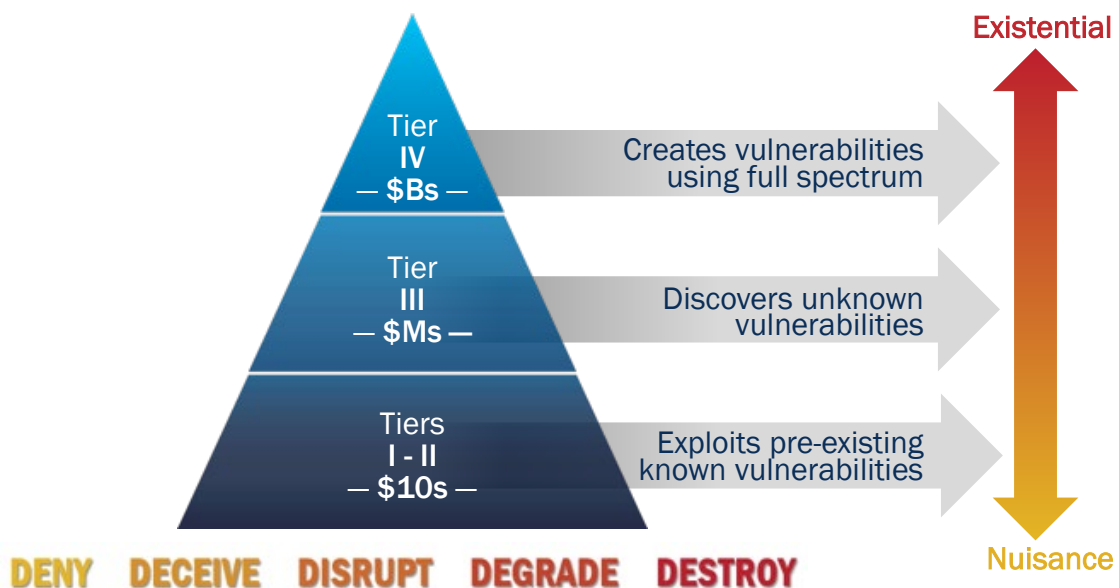 Existential
Tier
IV
— $Bs —
Creates vulnerabilities
using full spectrum
Tier
III
— $Ms —
Discovers unknown
vulnerabilities
Tiers
I - II
— $10s —
Exploits pre-existing
known vulnerabilities
Nuisance
DENY DECEIVE DISRUPT DEGRADE DESTROY